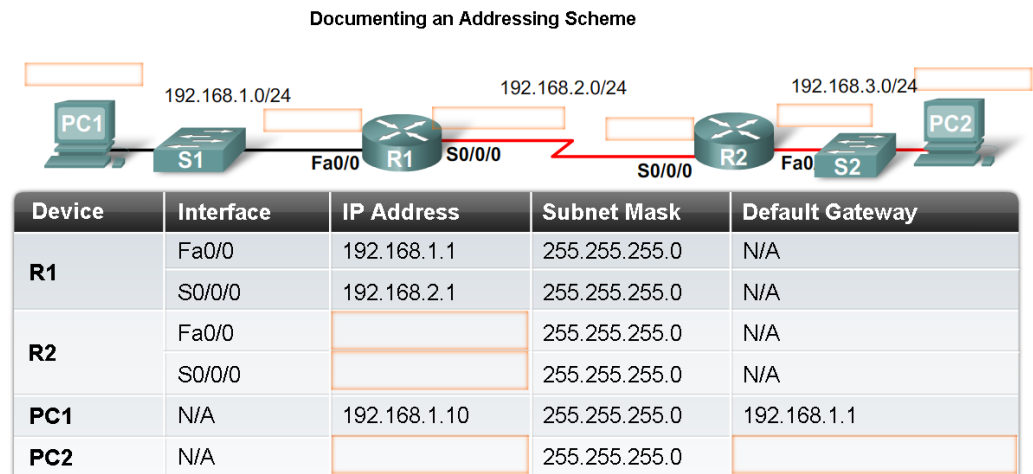 Documenting an Addressing Scheme
192.168.1.0/24
192.168.2.0/24
192.168.3.0/24
PC1
S1
Fa0/0
R1
S0/0/0
S0/0/0
R2
Fa0
S2
PC2
Device Interface IP Address Subnet Mask Default Gateway
R1 Fa0/0 192.168.1.1 255.255.255.0 N/A
S0/0/0 192.168.2.1 255.255.255.0 N/A
R2 Fa0/0 255.255.255.0 N/A
S0/0/0 255.255.255.0 N/A
PC1 N/A 192.168.1.10 255.255.255.0 192.168.1.1
PC2 N/A 255.255.255.0